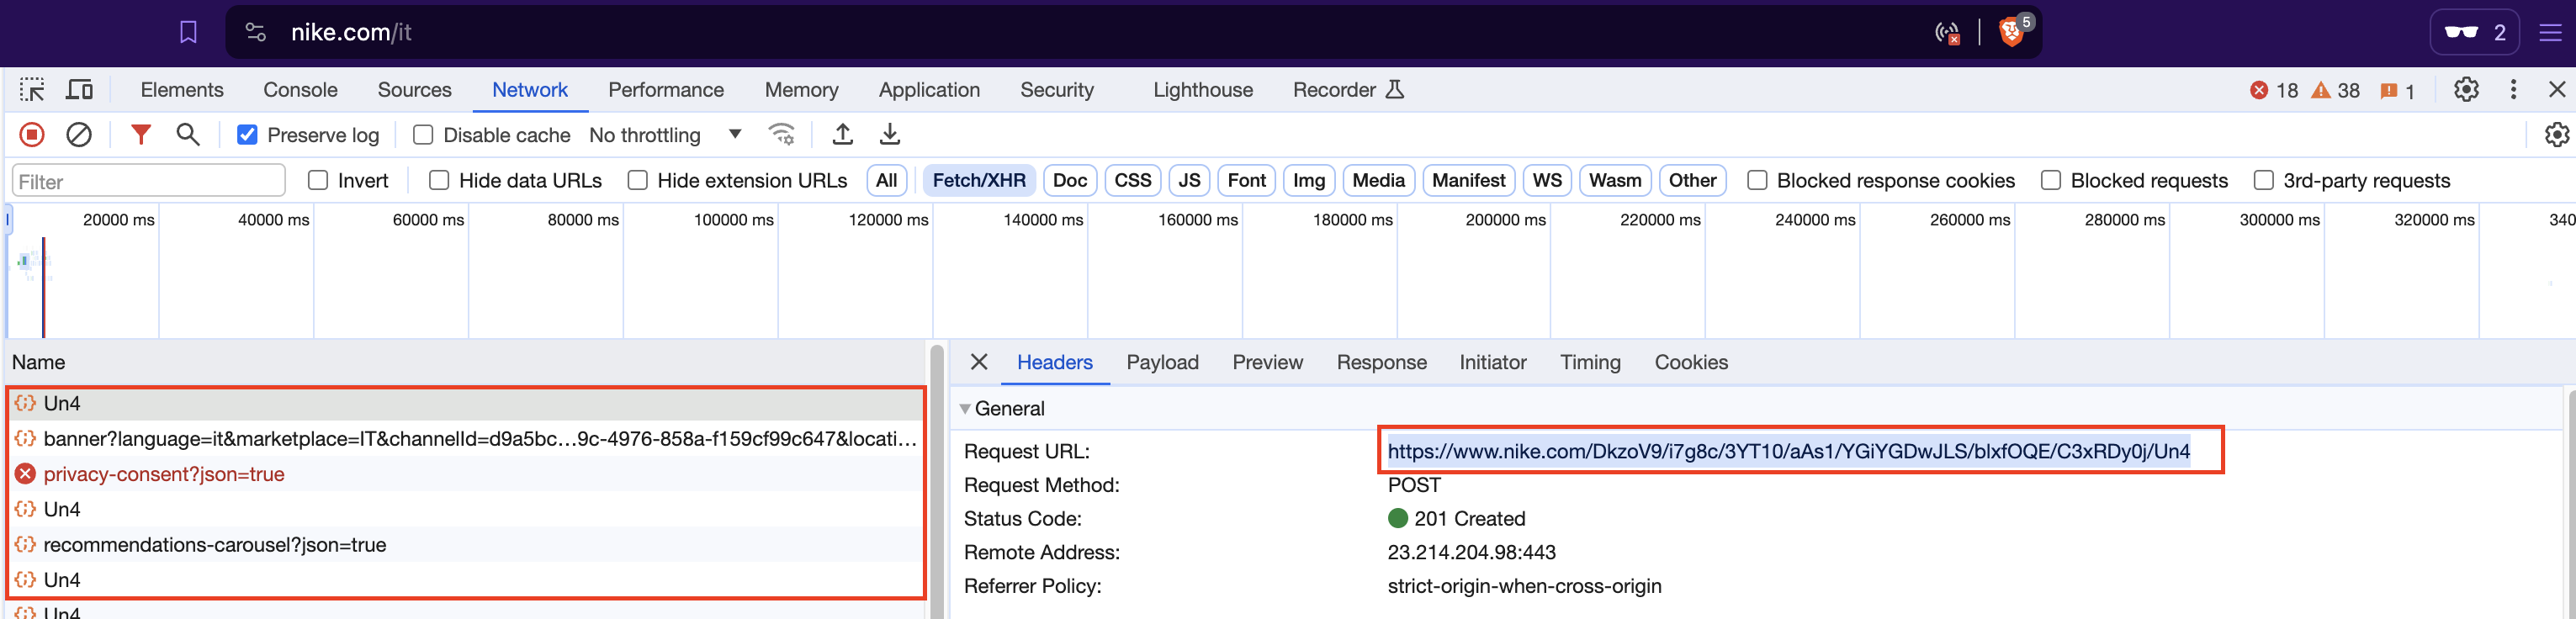 nike.com/it 5 2
Elements Console Sources Network Performance Memory Application Security Lighthouse Recorder 18 38 1
Preserve log Disable cache No throttling
Filter Invert Hide data URLs Hide extension URLs All Fetch/XHR Doc CSS JS Font Img Media Manifest WS Wasm Other Blocked response cookies Blocked requests 3rd-party requests
20000 ms 40000 ms 60000 ms 80000 ms 100000 ms 120000 ms 140000 ms 160000 ms 180000 ms 200000 ms 220000 ms 240000 ms 260000 ms 280000 ms 300000 ms 320000 ms 340
Name
Un4
banner?language=it&marketplace=IT&channelId=d9a5bc…9c-4976-858a-f159cf99c647&locati…
privacy-consent?json=true
Un4
recommendations-carousel?json=true
Un4
Un4
Headers Payload Preview Response Initiator Timing Cookies
General
Request URL: https://www.nike.com/DkzoV9/i7g8c/3YT10/aAs1/YGiYGDwJLS/blxfOQE/C3xRDy0j/Un4
Request Method: POST
Status Code: 201 Created
Remote Address: 23.214.204.98:443
Referrer Policy: strict-origin-when-cross-origin